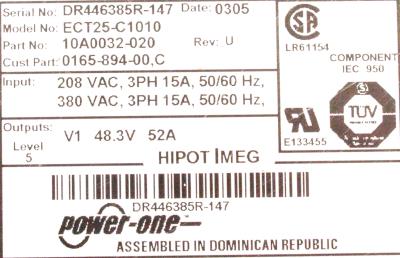 Serial No: DR446385R-147 Date: 0305
Model No: ECT25-C1010
Part No: 10A0032-020 Rev: U
Cust Part: 0165-894-00,C
LR61154
COMPONENT
IEC 950
Input: 208 VAC, 3PH 15A, 50/60 Hz,
380 VAC, 3PH 15A, 50/60 Hz,
TUV
E133455
Outputs: V1 48.3V 52A
Level
5
HIPOT IMEG
DR446385R-147
power-one
ASSEMBLED IN DOMINICAN REPUBLIC